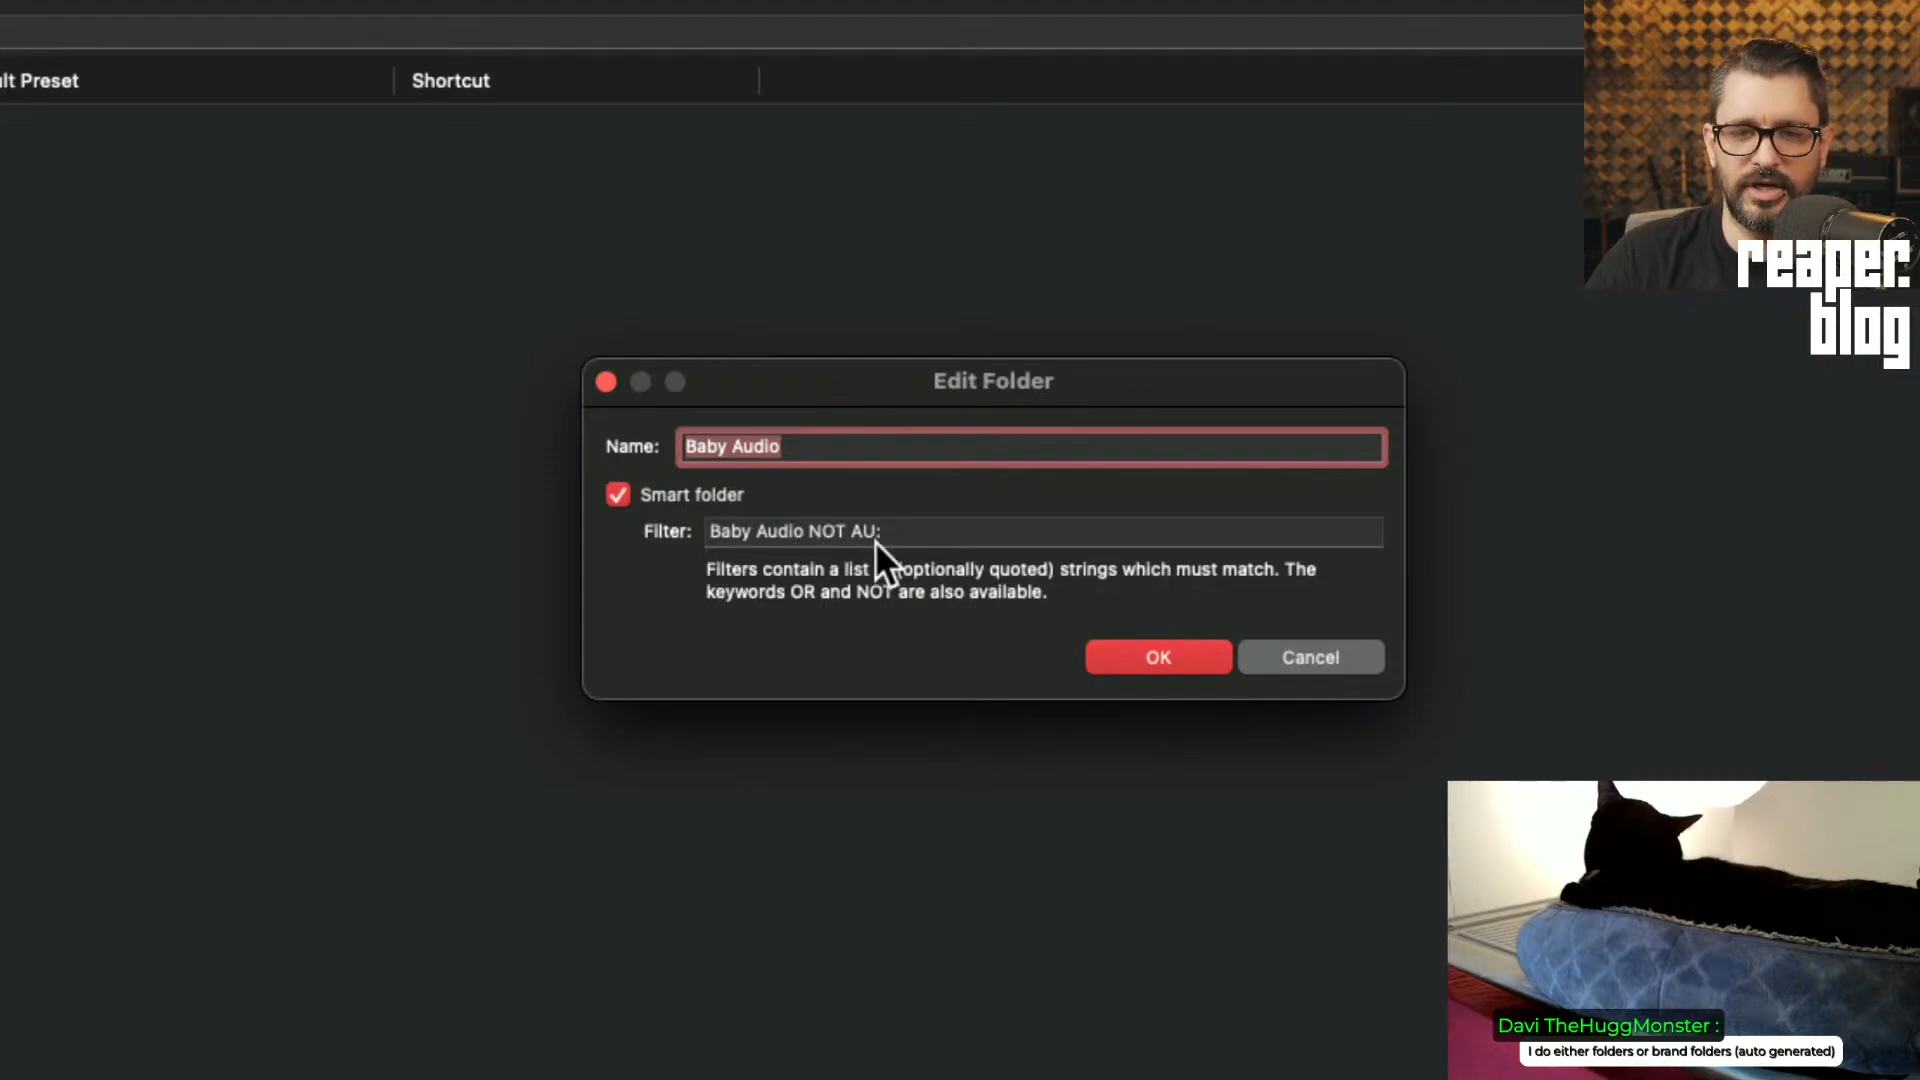 lt Preset
Shortcut
reaper.
blog
Edit Folder
Name: Baby Audio
Smart folder
Filter: Baby Audio NOT AU:
Filters contain a list (optionally quoted) strings which must match. The
keywords OR and NOT are also available.
OK
Cancel
Davi TheHuggMonster :
I do either folders or brand folders (auto generated)